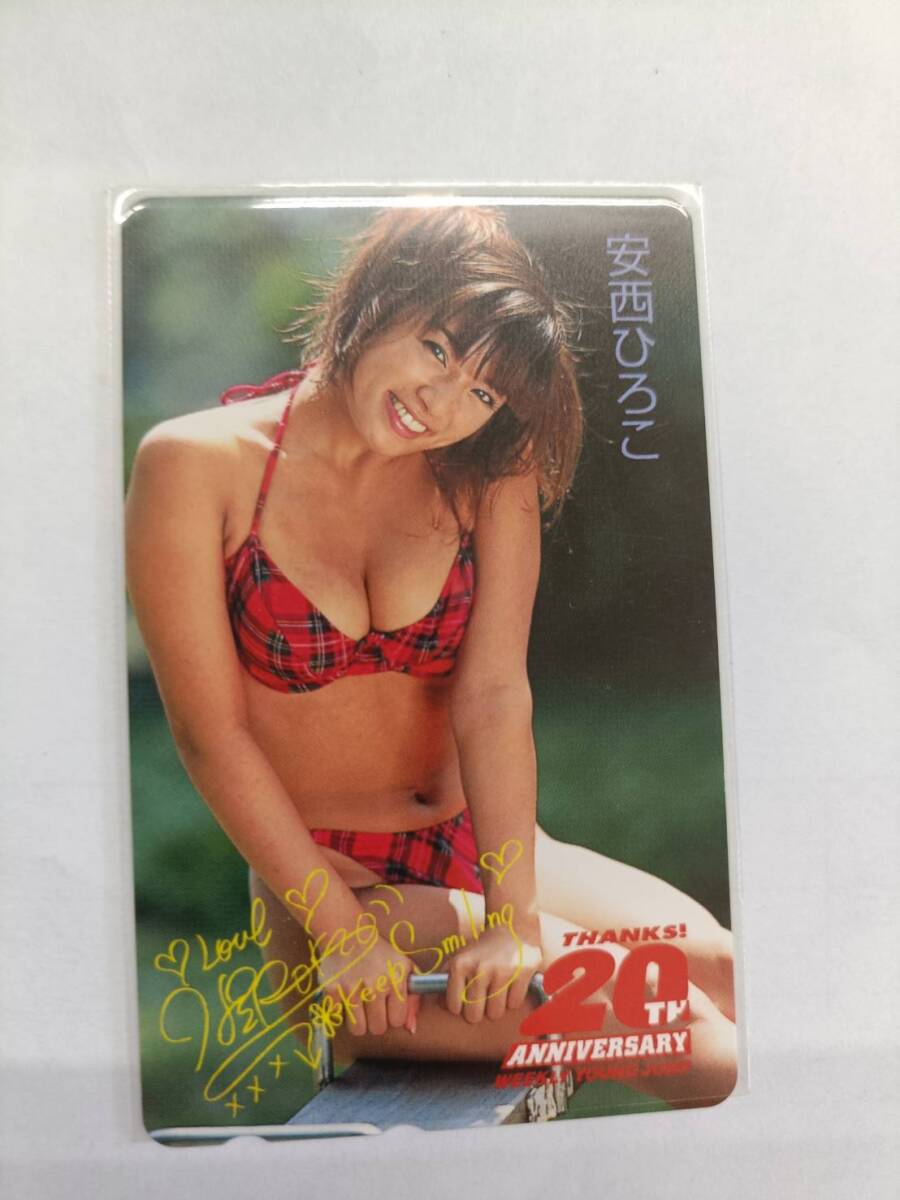 安西ひろこ
Love
Keep Smiling
THANKS!
20TH
ANNIVERSARY
WEEKLY YOUNG JUMP